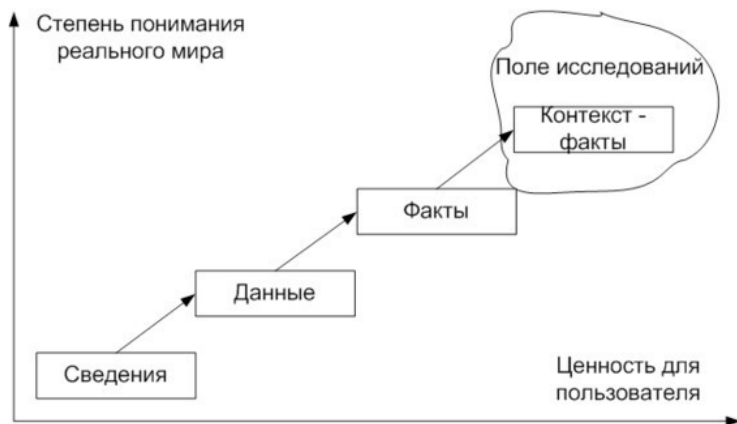 Степень понимания
реального мира
Поле исследований
Контекст -
факты
Факты
Данные
Сведения
Ценность для
пользователя